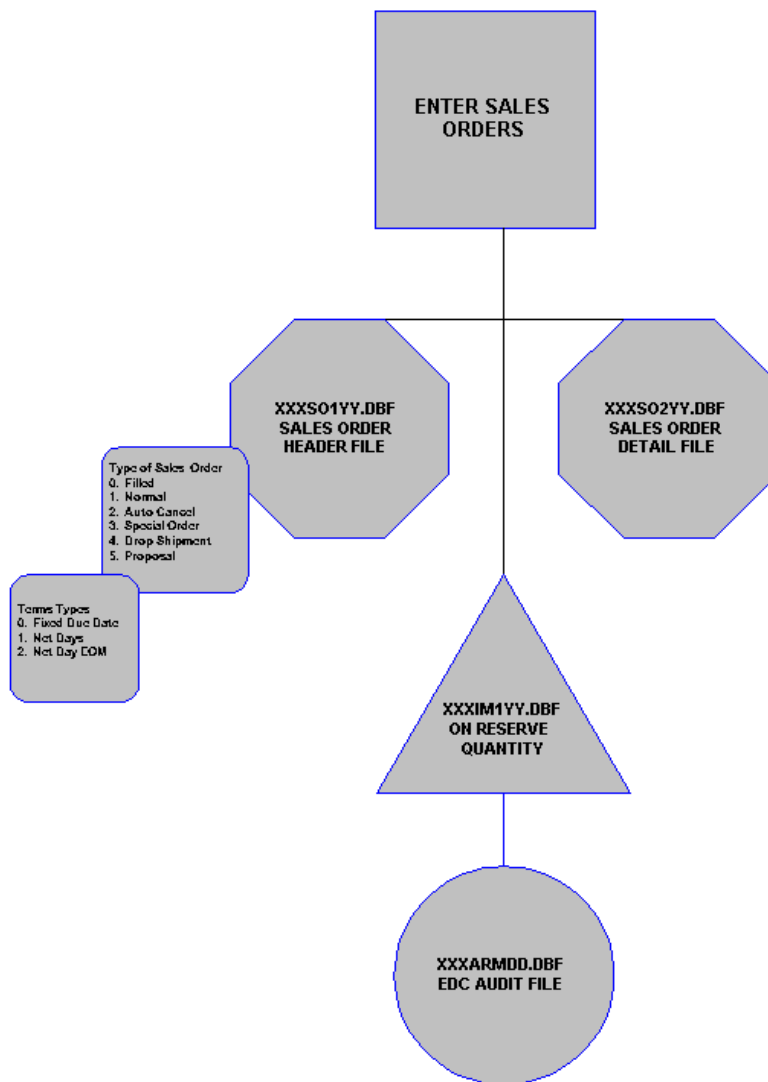 ENTER SALES
ORDERS
XXXSO1YY.DBF
SALES ORDER
HEADER FILE
XXXSO2YY.DBF
SALES ORDER
DETAIL FILE
Type of Sales Order
0. Filled
1. Normal
2. Auto Cancel
3. Special Order
4. Drop Shipment
5. Proposal
Terms Types
0. Fixed Due Date
1. Net Days
2. Net Day EOM
XXXIM1YY.DBF
ON RESERVE
QUANTITY
XXXARMDD.DBF
EDC AUDIT FILE